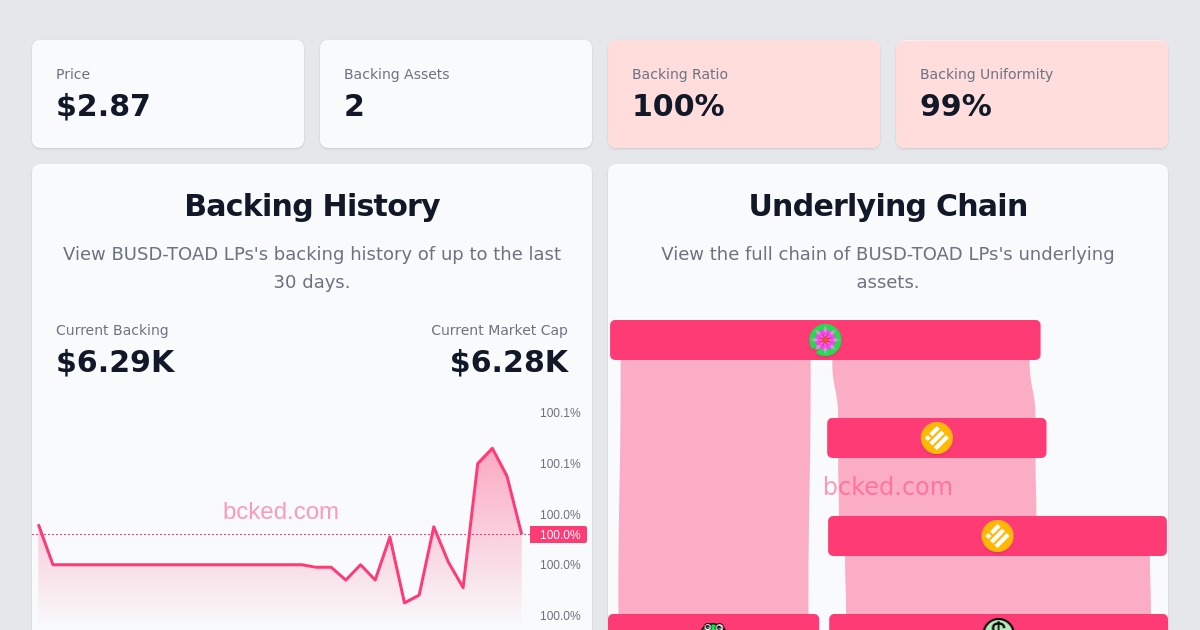 Price
$2.87
Backing Assets
2
Backing Ratio
100%
Backing Uniformity
99%
Backing History
View BUSD-TOAD LPs's backing history of up to the last
30 days.
Current Backing
$6.29K
Current Market Cap
$6.28K
100.1%
100.1%
100.0%
100.0%
100.0%
100.0%
bcked.com
Underlying Chain
View the full chain of BUSD-TOAD LPs's underlying
assets.
bcked.com